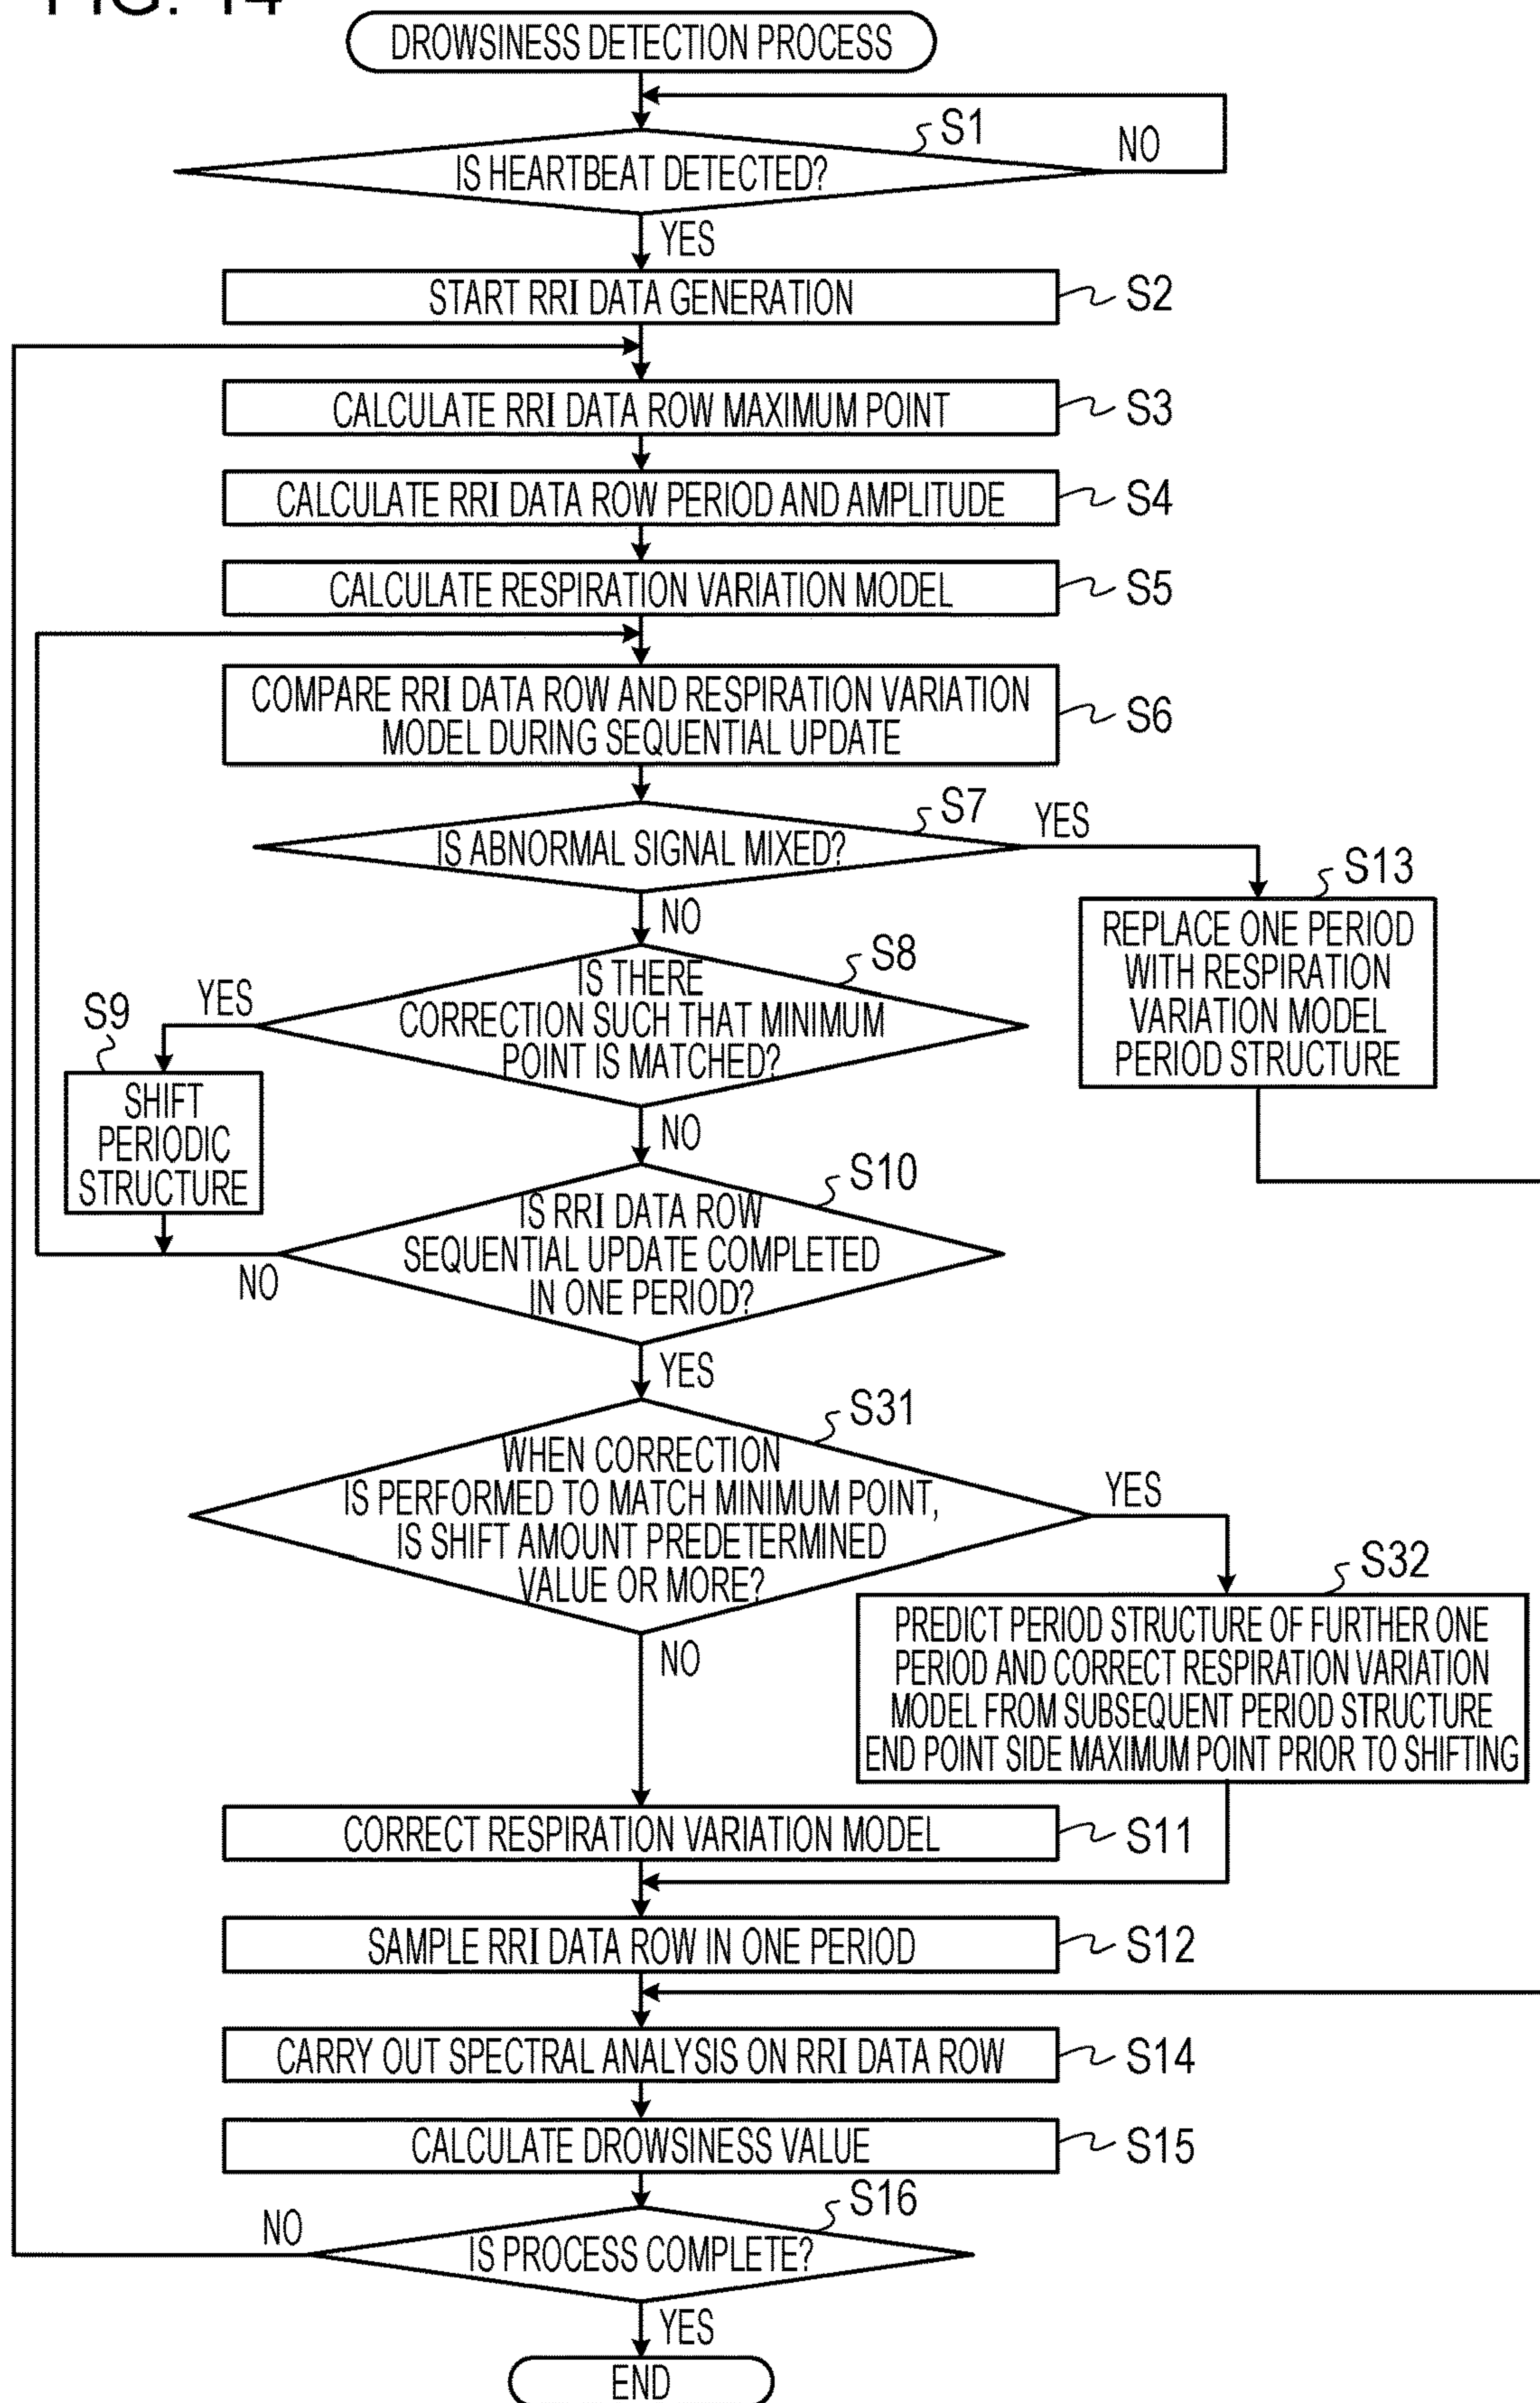 FIG. 14
DROWSINESS DETECTION PROCESS
S1
NO
IS HEARTBEAT DETECTED?
YES
START RRI DATA GENERATION
S2
CALCULATE RRI DATA ROW MAXIMUM POINT
S3
CALCULATE RRI DATA ROW PERIOD AND AMPLITUDE
S4
CALCULATE RESPIRATION VARIATION MODEL
S5
COMPARE RRI DATA ROW AND RESPIRATION VARIATION
MODEL DURING SEQUENTIAL UPDATE
S6
S7
YES
IS ABNORMAL SIGNAL MIXED?
NO
S13
REPLACE ONE PERIOD
WITH RESPIRATION
VARIATION MODEL
PERIOD STRUCTURE
S8
YES
IS THERE
CORRECTION SUCH THAT MINIMUM
POINT IS MATCHED?
NO
S9
SHIFT
PERIODIC
STRUCTURE
S10
IS RRI DATA ROW
SEQUENTIAL UPDATE COMPLETED
IN ONE PERIOD?
NO
YES
S31
WHEN CORRECTION
IS PERFORMED TO MATCH MINIMUM POINT,
IS SHIFT AMOUNT PREDETERMINED
VALUE OR MORE?
YES
NO
S32
PREDICT PERIOD STRUCTURE OF FURTHER ONE
PERIOD AND CORRECT RESPIRATION VARIATION
MODEL FROM SUBSEQUENT PERIOD STRUCTURE
END POINT SIDE MAXIMUM POINT PRIOR TO SHIFTING
CORRECT RESPIRATION VARIATION MODEL
S11
SAMPLE RRI DATA ROW IN ONE PERIOD
S12
CARRY OUT SPECTRAL ANALYSIS ON RRI DATA ROW
S14
CALCULATE DROWSINESS VALUE
S15
S16
NO
IS PROCESS COMPLETE?
YES
END